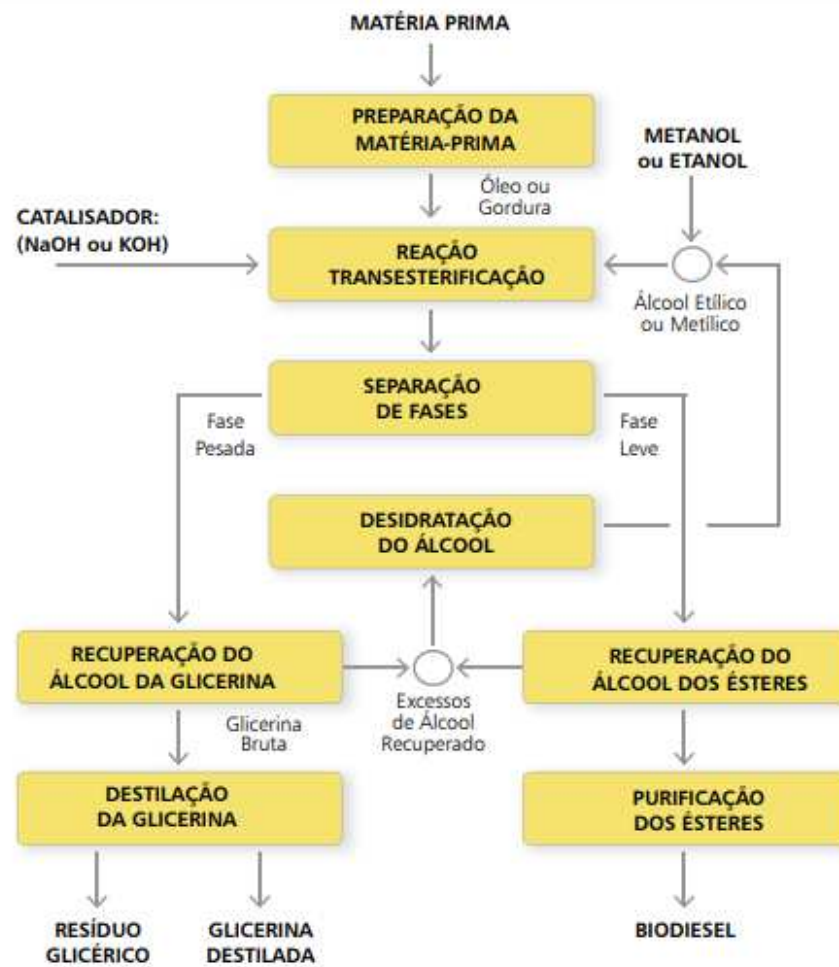 MATÉRIA PRIMA
PREPARAÇÃO DA
MATÉRIA-PRIMA
METANOL
ou ETANOL
Óleo ou
Gordura
CATALISADOR:
(NaOH ou KOH)
REAÇÃO
TRANSESTERIFICAÇÃO
Álcool Etílico
ou Metílico
SEPARAÇÃO
DE FASES
Fase
Pesada
Fase
Leve
DESIDRATAÇÃO
DO ÁLCOOL
RECUPERAÇÃO DO
ÁLCOOL DA GLICERINA
RECUPERAÇÃO DO
ÁLCOOL DOS ÉSTERES
Excessos
de Álcool
Recuperado
Glicerina
Bruta
DESTILAÇÃO
DA GLICERINA
PURIFICAÇÃO
DOS ÉSTERES
RESÍDUO
GLICÉRICO
GLICERINA
DESTILADA
BIODIESEL